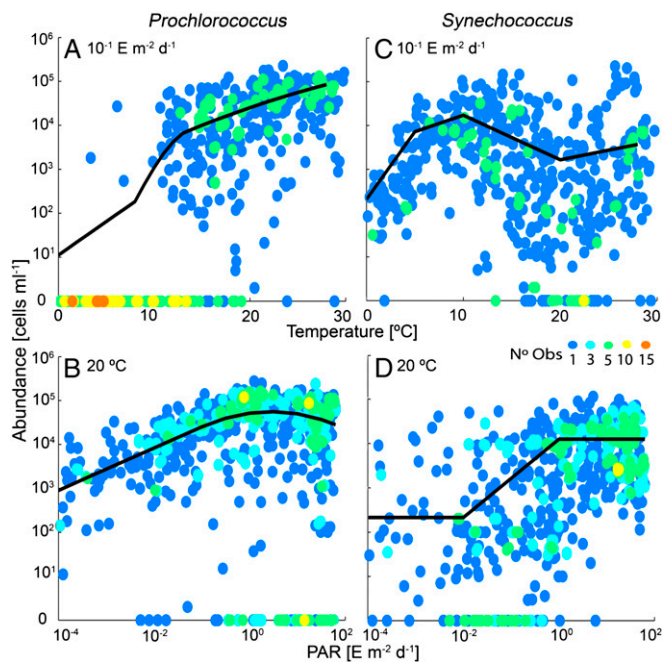 Prochlorococcus Synechococcus
A 10⁻¹ E m⁻² d⁻¹
C 10⁻¹ E m⁻² d⁻¹
10⁶
10⁵
10⁴
10³
10²
10¹
0
0 10 20 30
0 10 20 30
Temperature [ºC]
Nº Obs
1 3 5 10 15
Abundance [cells ml⁻¹]
B 20 ºC
D 20 ºC
10⁶
10⁵
10⁴
10³
10²
10¹
0
10⁻⁴ 10⁻² 10⁰ 10²
10⁻⁴ 10⁻² 10⁰ 10²
PAR [E m⁻² d⁻¹]